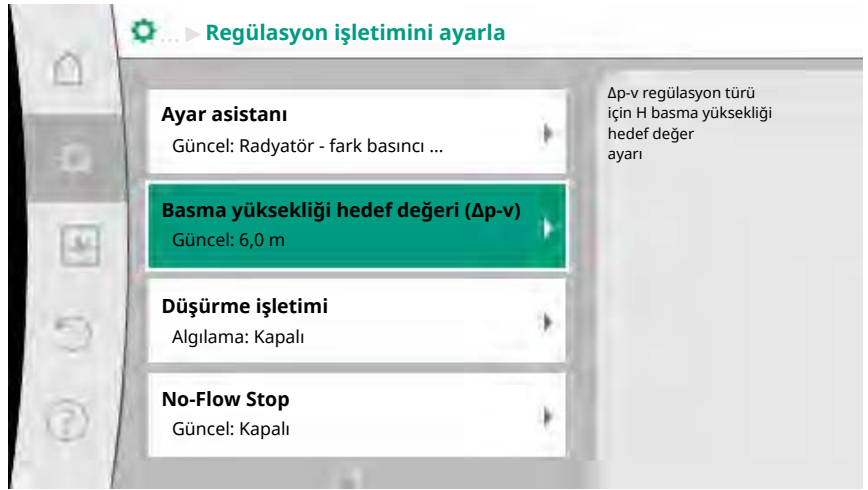 ... ▶ Regülasyon işletimini ayarla
Ayar asistanı
Güncel: Radyatör - fark basıncı ...
Basma yüksekliği hedef değeri (Δp-v)
Güncel: 6,0 m
Düşürme işletimi
Algılama: Kapalı
No-Flow Stop
Güncel: Kapalı
Δp-v regülasyon türü
için H basma yüksekliği
hedef değer
ayarı